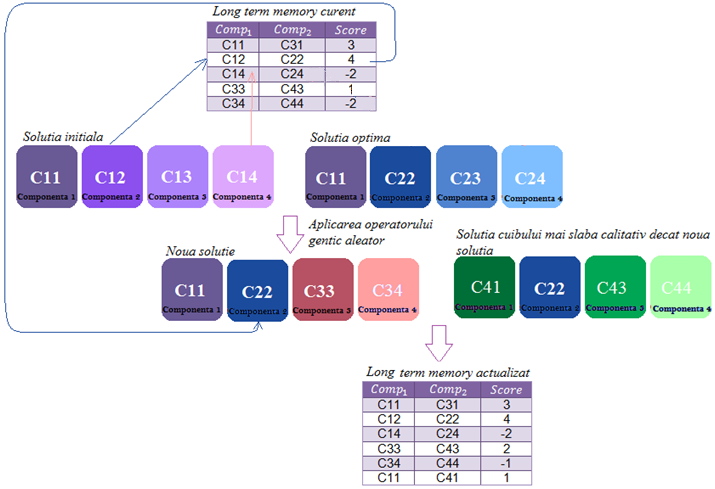 Long term memory curent
Comp₁ Comp₂ Score
C11 C31 3
C12 C22 4
C14 C24 -2
C33 C43 1
C34 C44 -2
Solutia initiala
C11 C12 C13 C14
Componenta 1 Componenta 2 Componenta 3 Componenta 4
Solutia optima
C11 C22 C23 C24
Componenta 1 Componenta 2 Componenta 3 Componenta 4
Aplicarea operatorului
gentic aleator
Noua solutie
C11 C22 C33 C34
Componenta 1 Componenta 2 Componenta 3 Componenta 4
Solutia cuibului mai slaba calitativ decat noua
solutia
C41 C22 C43 C44
Componenta 1 Componenta 2 Componenta 3 Componenta 4
Long term memory actualizat
Comp₁ Comp₂ Score
C11 C31 3
C12 C22 4
C14 C24 -2
C33 C43 2
C34 C44 -1
C11 C41 1